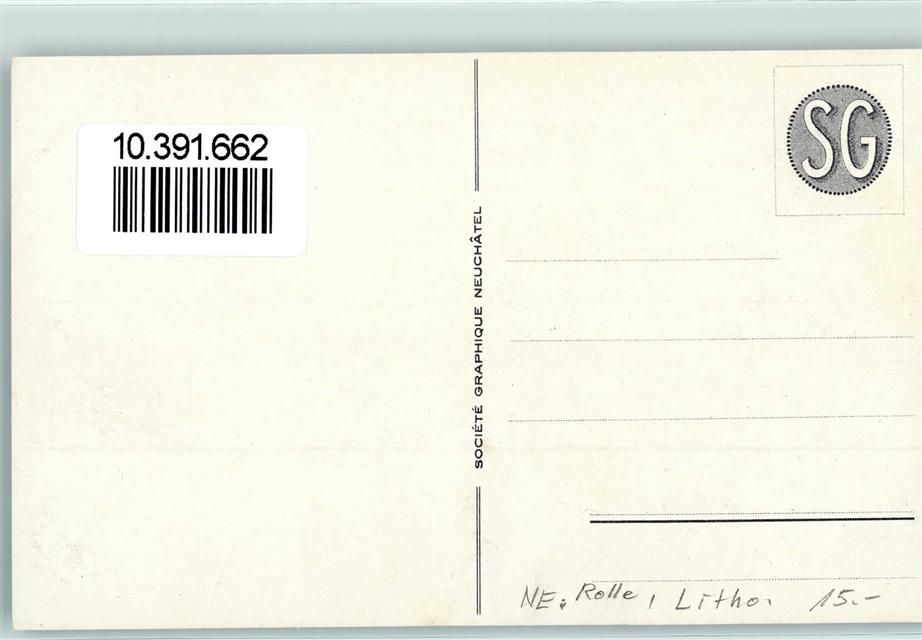 10.391.662
SG
SOCIÉTÉ GRAPHIQUE NEUCHÂTEL
NE: Rolle, Litho. 15.-